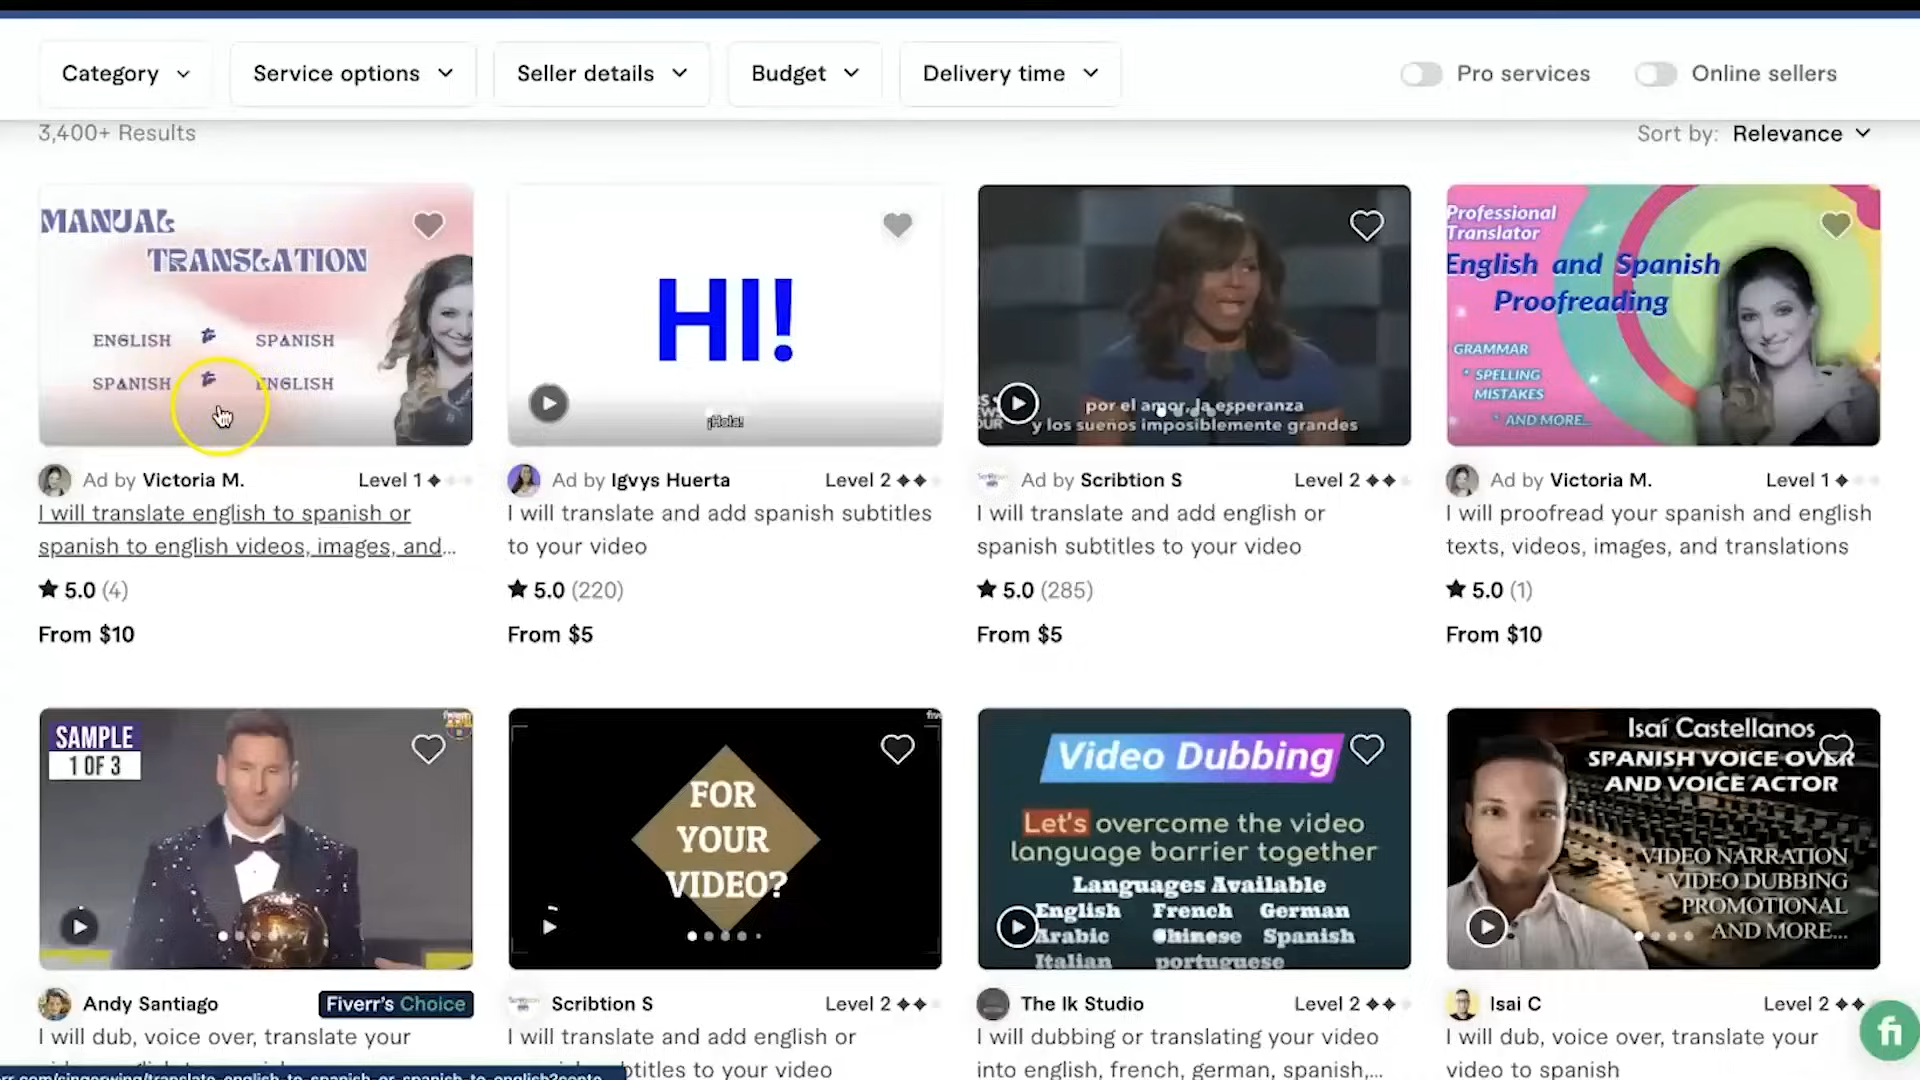 Category
Service options
Seller details
Budget
Delivery time
Pro services
Online sellers
3,400+ Results
Sort by: Relevance
MANUAL
TRANSLATION
ENGLISH SPANISH
SPANISH ENGLISH
Ad by Victoria M. Level 1
I will translate english to spanish or
spanish to english videos, images, and...
5.0 (4)
From $10
HI!
¡Hola!
Ad by Igvys Huerta Level 2
I will translate and add spanish subtitles
to your video
5.0 (220)
From $5
por el amor, la esperanza
y los sueños imposiblemente grandes
Ad by Scribtion S Level 2
I will translate and add english or
spanish subtitles to your video
5.0 (285)
From $5
Professional
Translator
English and Spanish
Proofreading
GRAMMAR
* SPELLING
MISTAKES
* AND MORE...
Ad by Victoria M. Level 1
I will proofread your spanish and english
texts, videos, images, and translations
5.0 (1)
From $10
SAMPLE
1 OF 3
Andy Santiago Fiverr's Choice
I will dub, voice over, translate your
FOR
YOUR
VIDEO?
Scribtion S Level 2
I will translate and add english or
to your video
Video Dubbing
Let's overcome the video
language barrier together
Languages Available
English French German
Arabic Chinese Spanish
Italian portuguese
The Ik Studio Level 2
I will dubbing or translating your video
into english, french, german, spanish,...
Isaí Castellanos
SPANISH VOICE OVER
AND VOICE ACTOR
VIDEO NARRATION
VIDEO DUBBING
PROMOTIONAL
AND MORE...
Isai C Level 2
I will dub, voice over, translate your
video to spanish
fi